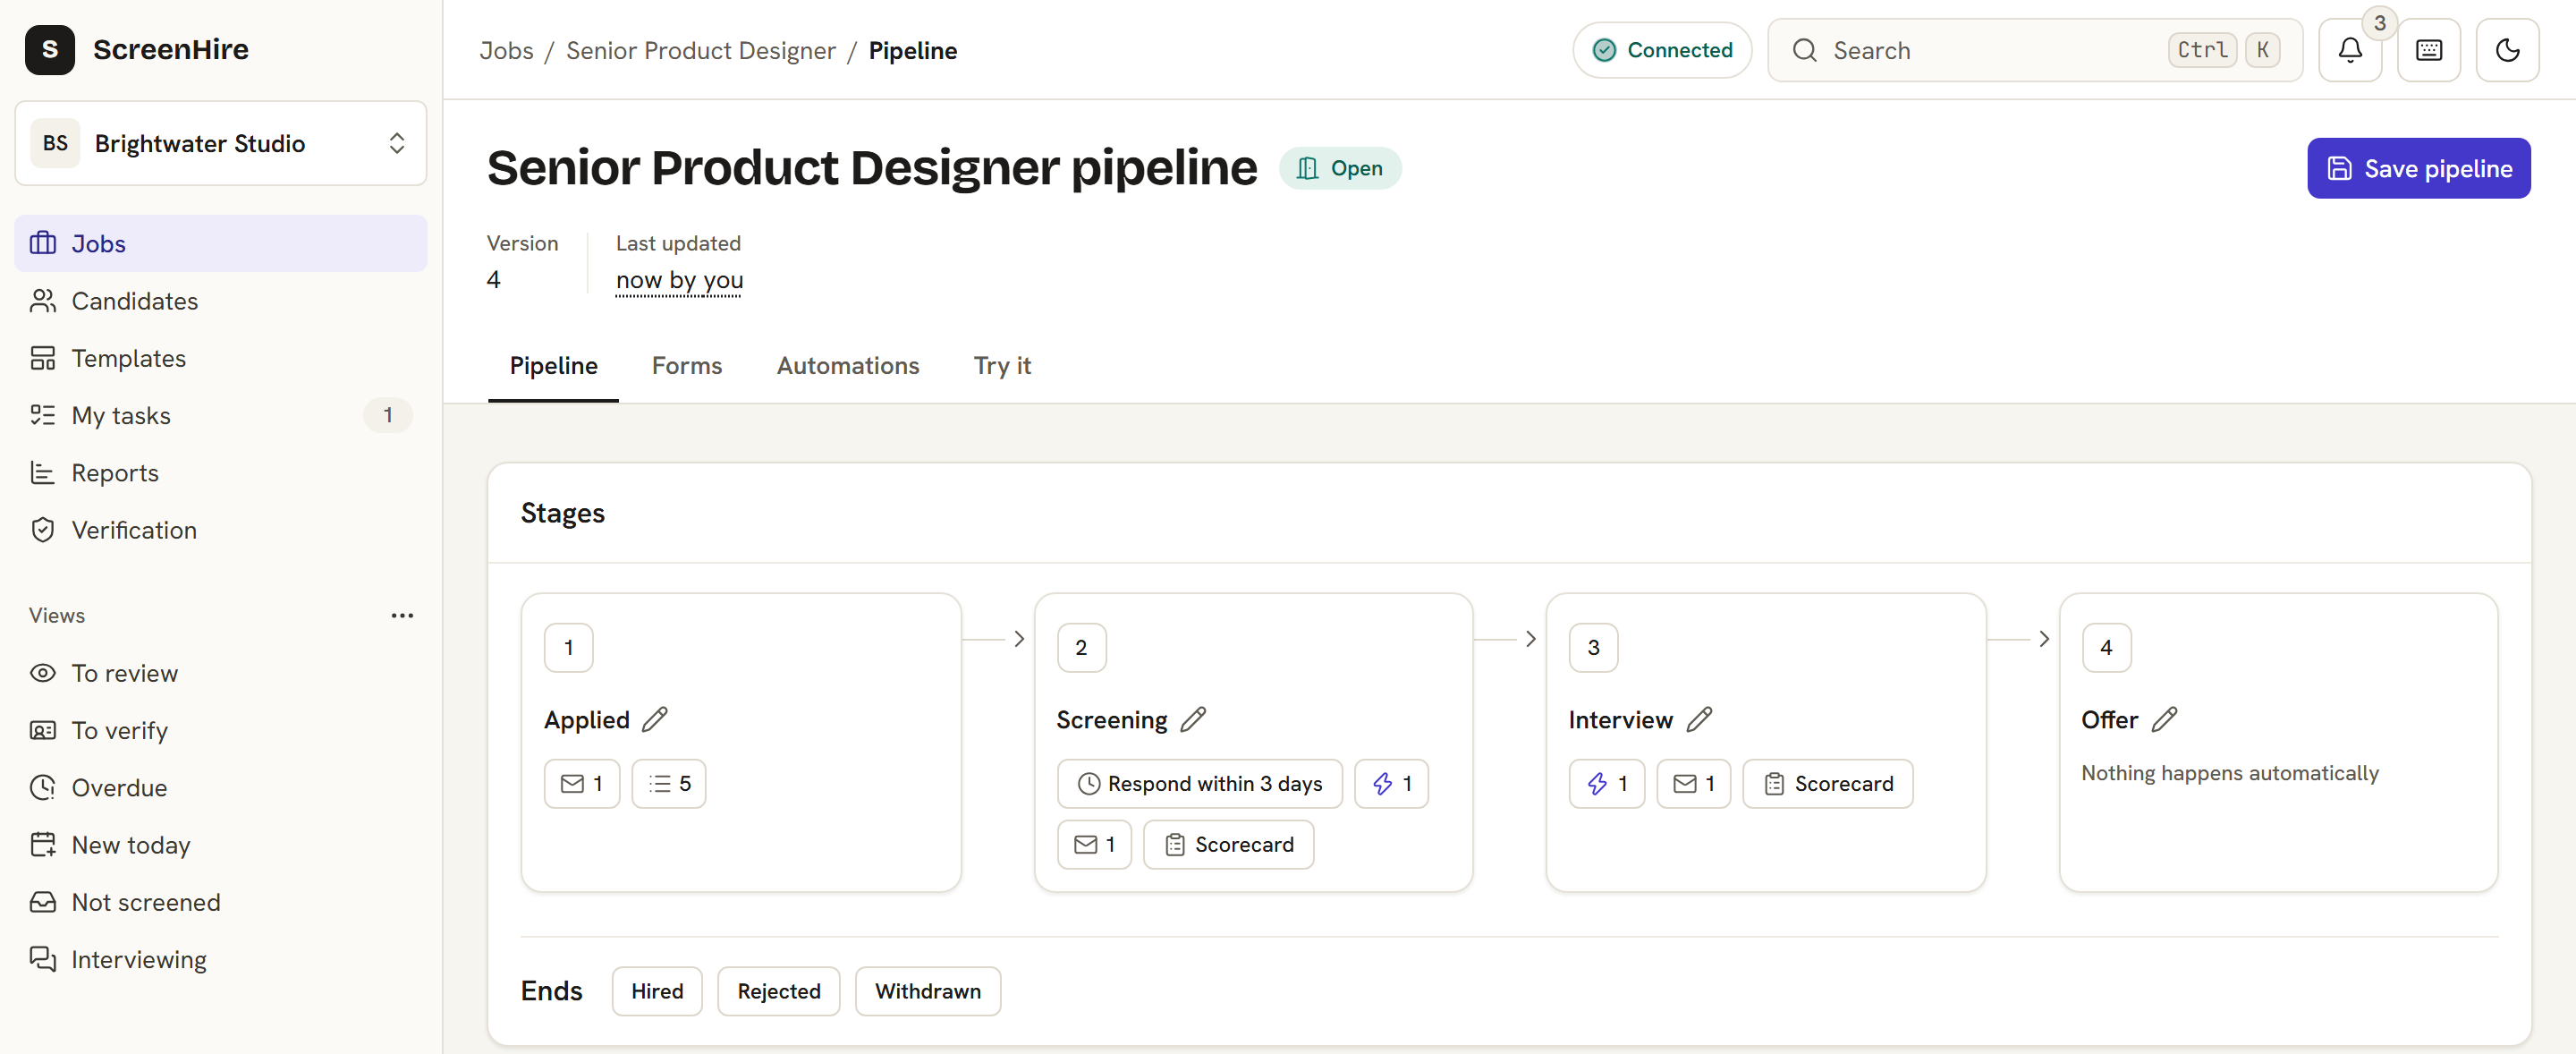 S ScreenHire
BS Brightwater Studio
Jobs
Candidates
Templates
My tasks 1
Reports
Verification
Views
To review
To verify
Overdue
New today
Not screened
Interviewing
Jobs / Senior Product Designer / Pipeline
Connected
Search Ctrl K
3
Senior Product Designer pipeline
Open
Save pipeline
Version
4
Last updated
now by you
Pipeline Forms Automations Try it
Stages
1
Applied
1 5
2
Screening
Respond within 3 days 1
1 Scorecard
3
Interview
1 1 Scorecard
4
Offer
Nothing happens automatically
Ends Hired Rejected Withdrawn